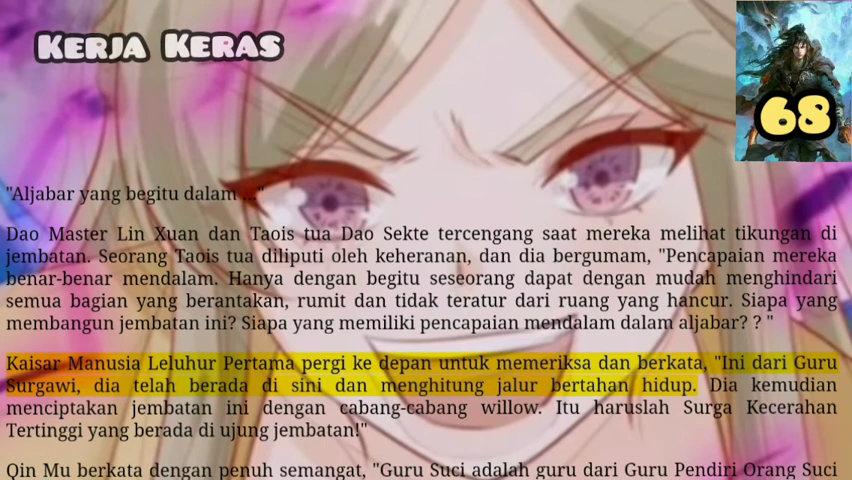 KERJA KERAS
68
"Aljabar yang begitu dalam ..."
Dao Master Lin Xuan dan Taois tua Dao Sekte tercengang saat mereka melihat tikungan di
jembatan. Seorang Taois tua diliputi oleh keheranan, dan dia bergumam, "Pencapaian mereka
benar-benar mendalam. Hanya dengan begitu seseorang dapat dengan mudah menghindari
semua bagian yang berantakan, rumit dan tidak teratur dari ruang yang hancur. Siapa yang
membangun jembatan ini? Siapa yang memiliki pencapaian mendalam dalam aljabar? ? "
Kaisar Manusia Leluhur Pertama pergi ke depan untuk memeriksa dan berkata, "Ini dari Guru
Surgawi, dia telah berada di sini dan menghitung jalur bertahan hidup. Dia kemudian
menciptakan jembatan ini dengan cabang-cabang willow. Itu haruslah Surga Kecerahan
Tertinggi yang berada di ujung jembatan!"
Qin Mu berkata dengan penuh semangat, "Guru Suci adalah guru dari Guru Pendiri Orang Suci